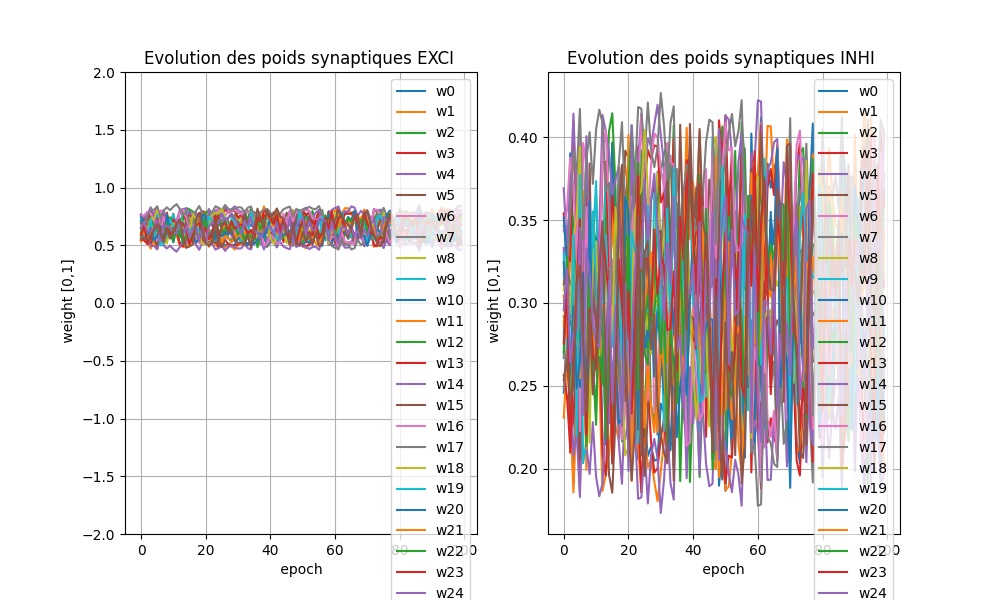 Evolution des poids synaptiques EXCI
weight [0,1]
2.0
1.5
1.0
0.5
0.0
−0.5
−1.0
−1.5
−2.0
0 20 40 60 80 100
epoch
w0
w1
w2
w3
w4
w5
w6
w7
w8
w9
w10
w11
w12
w13
w14
w15
w16
w17
w18
w19
w20
w21
w22
w23
w24
Evolution des poids synaptiques INHI
weight [0,1]
0.40
0.35
0.30
0.25
0.20
0 20 40 60 80 100
epoch
w0
w1
w2
w3
w4
w5
w6
w7
w8
w9
w10
w11
w12
w13
w14
w15
w16
w17
w18
w19
w20
w21
w22
w23
w24